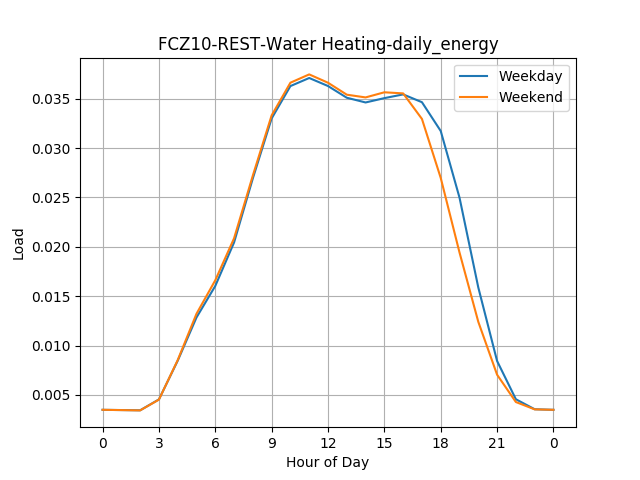 FCZ10-REST-Water Heating-daily_energy
Weekday
Weekend
Load
0.035
0.030
0.025
0.020
0.015
0.010
0.005
0 3 6 9 12 15 18 21 0
Hour of Day